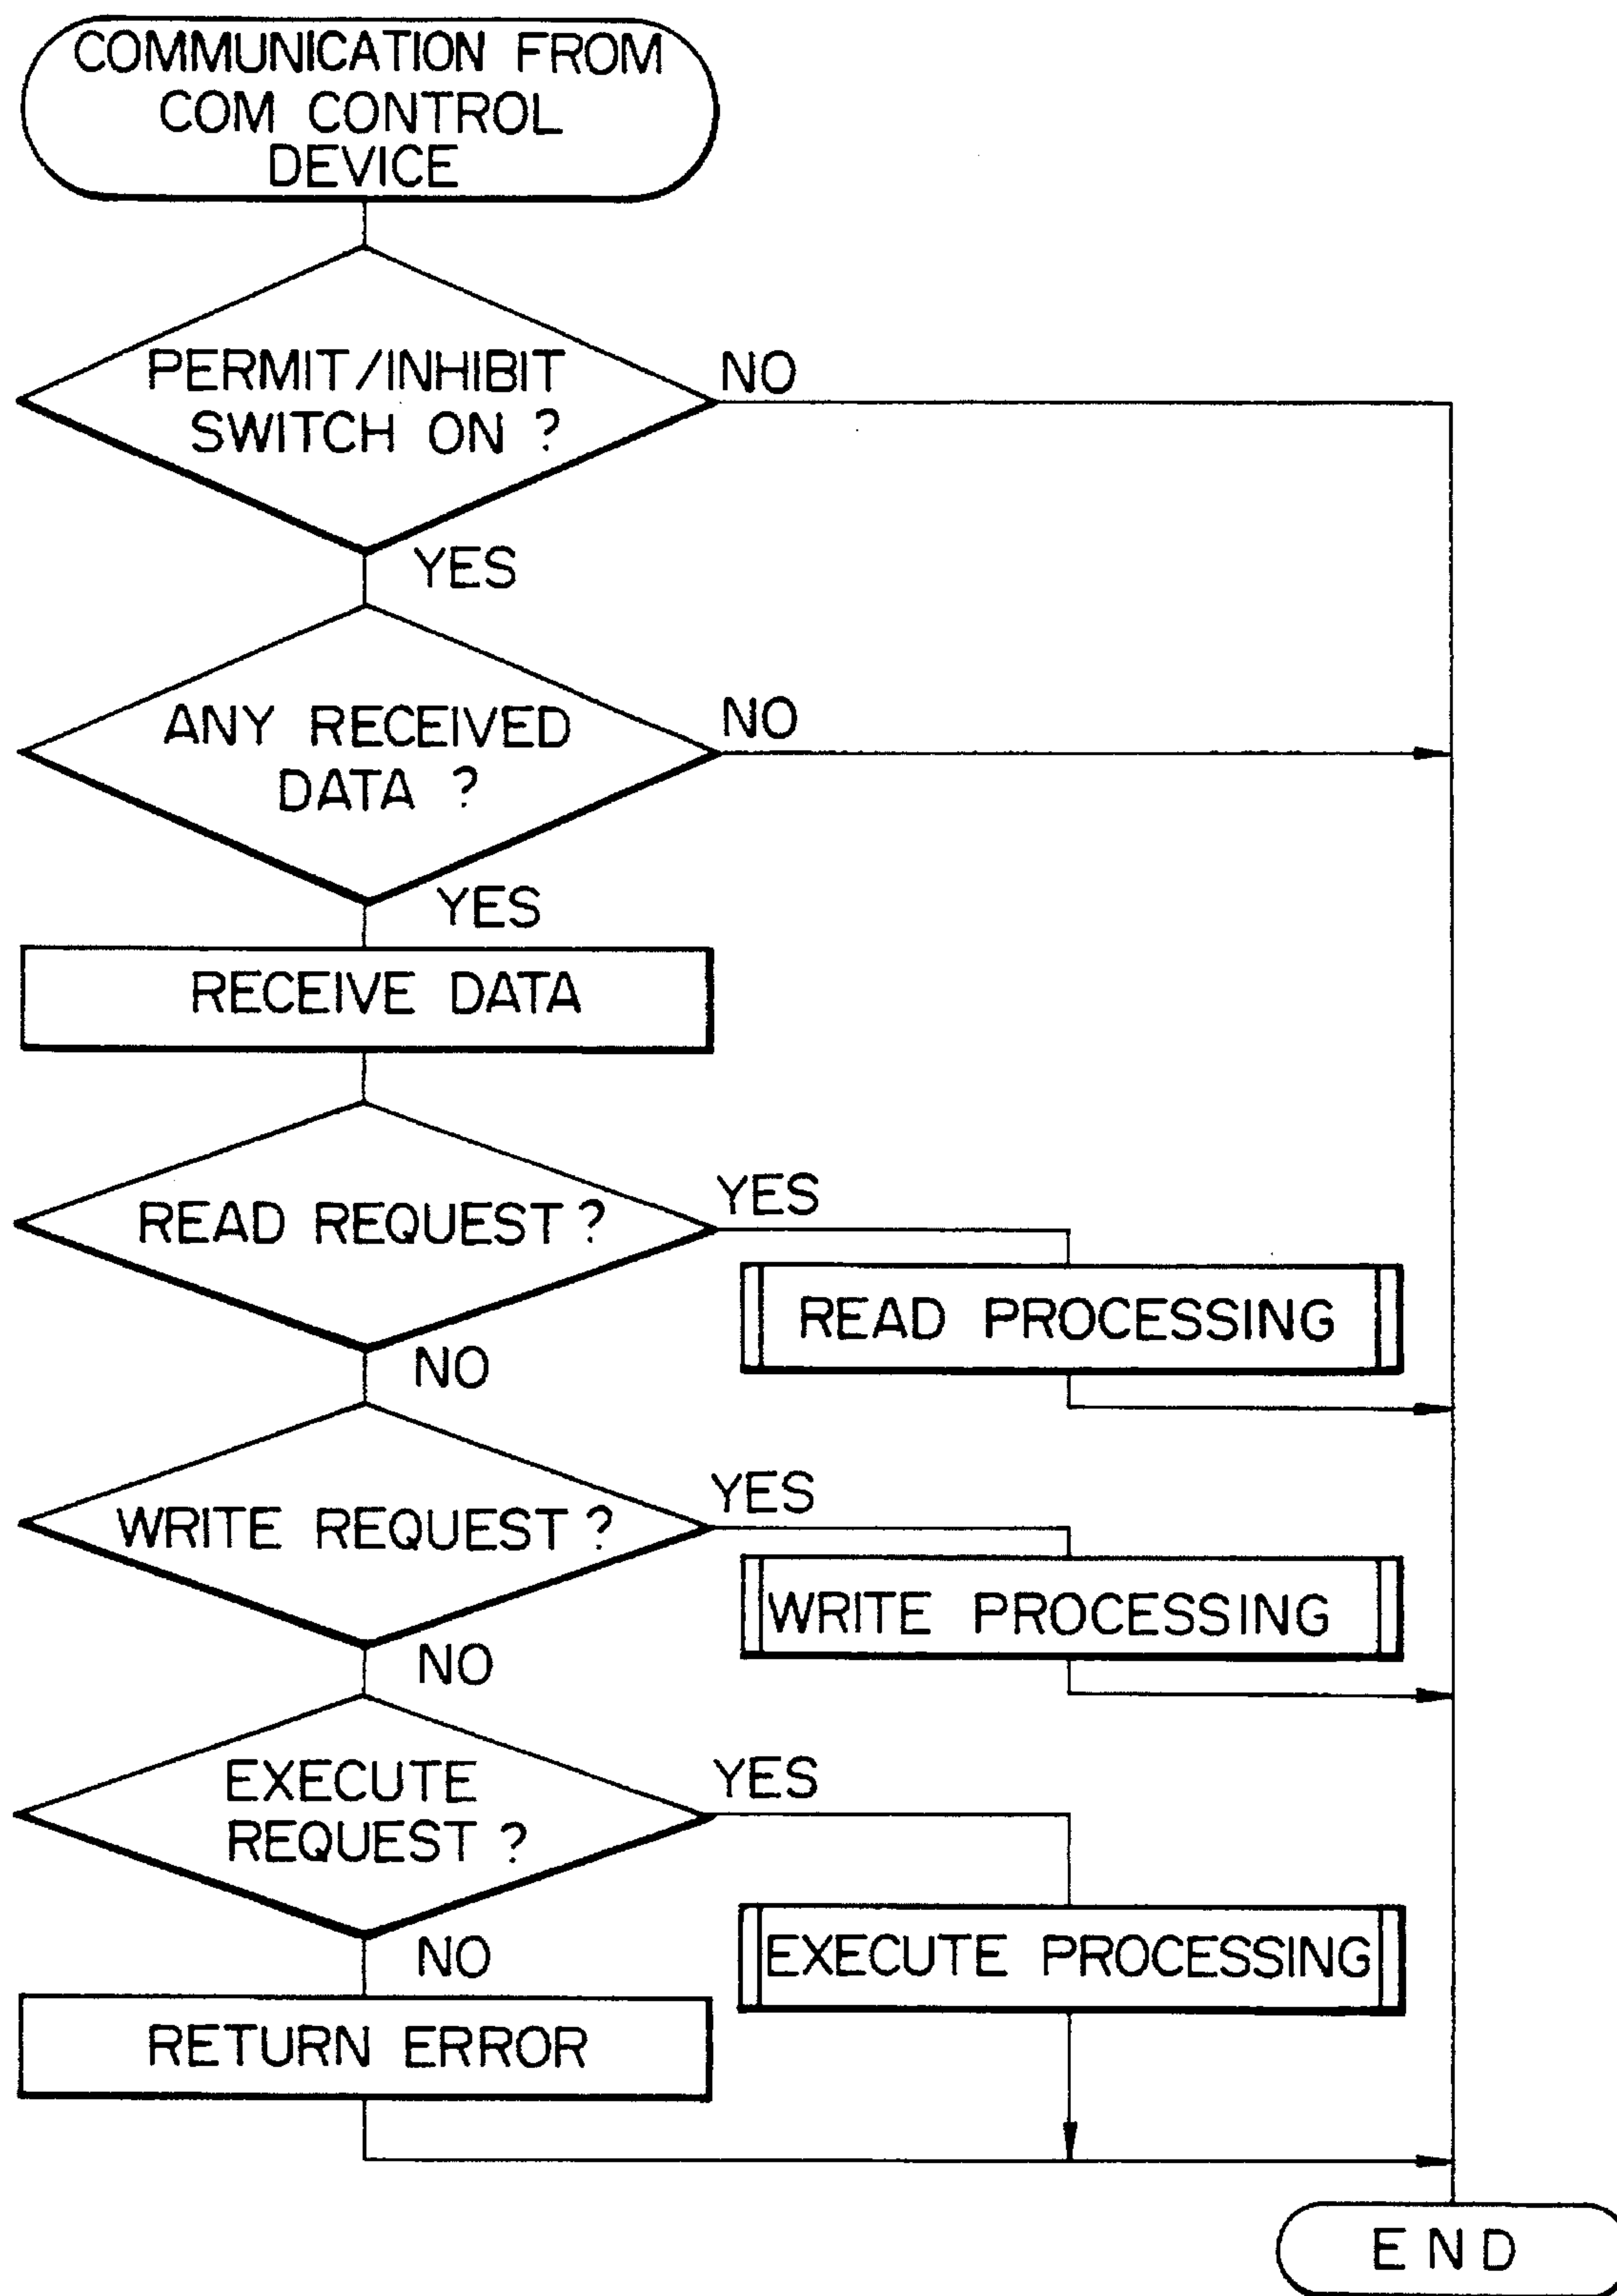 COMMUNICATION FROM
COM CONTROL
DEVICE
PERMIT/INHIBIT
SWITCH ON ?
NO
YES
ANY RECEIVED
DATA ?
NO
YES
RECEIVE DATA
READ REQUEST ?
YES
READ PROCESSING
NO
WRITE REQUEST ?
YES
WRITE PROCESSING
NO
EXECUTE
REQUEST ?
YES
EXECUTE PROCESSING
NO
RETURN ERROR
END